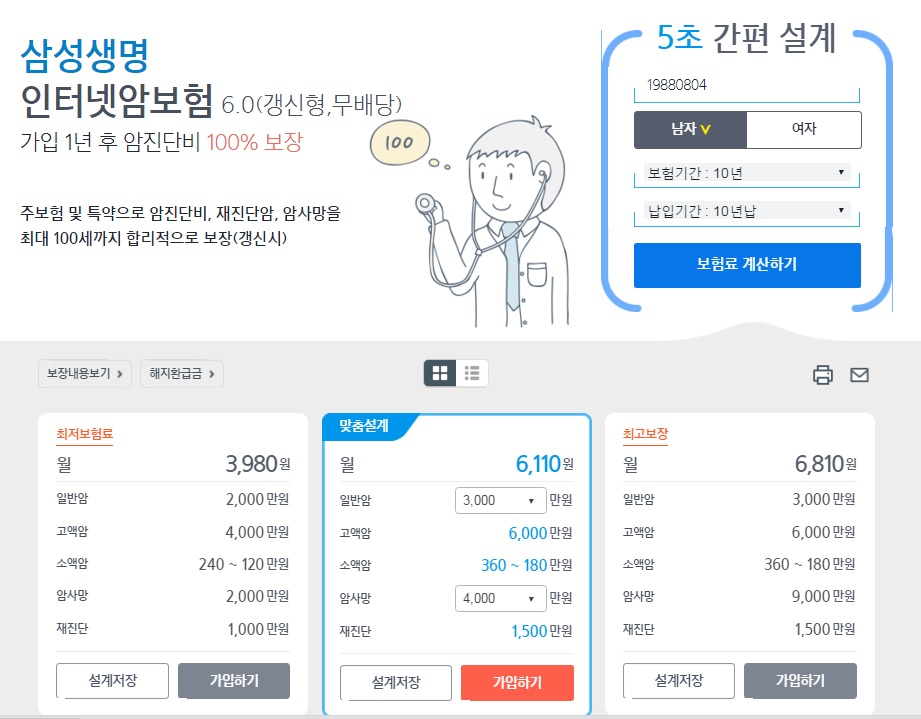 삼성생명
인터넷암보험 6.0(갱신형,무배당)
가입 1년 후 암진단비 100% 보장
주보험 및 특약으로 암진단비, 재진단암, 암사망을
최대 100세까지 합리적으로 보장(갱신시)
100
5초 간편 설계
19880804
남자 여자
보험기간 : 10년
납입기간 : 10년납
보험료 계산하기
보장내용보기 해지환급금
최저보험료
월 3,980원
일반암 2,000만원
고액암 4,000만원
소액암 240 ~ 120만원
암사망 2,000만원
재진단 1,000만원
설계저장 가입하기
맞춤설계
월 6,110원
일반암 3,000 만원
고액암 6,000만원
소액암 360 ~ 180만원
암사망 4,000 만원
재진단 1,500만원
설계저장 가입하기
최고보장
월 6,810원
일반암 3,000만원
고액암 6,000만원
소액암 360 ~ 180만원
암사망 9,000만원
재진단 1,500만원
설계저장 가입하기